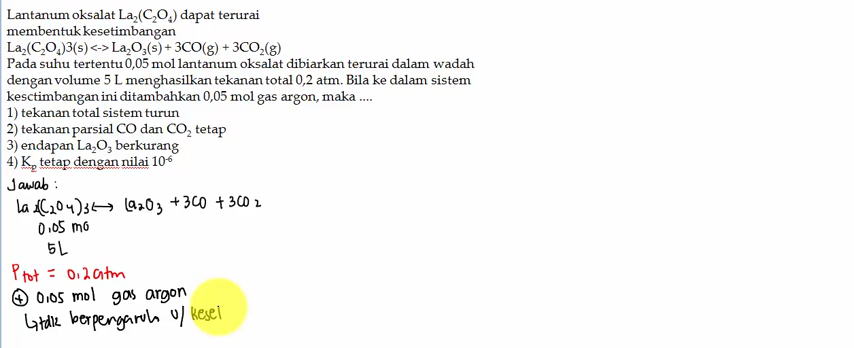 Lantanum oksalat La₂(C₂O₄) dapat terurai
membentuk kesetimbangan
La₂(C₂O₄)3(s) <-> La₂O₃(s) + 3CO(g) + 3CO₂(g)
Pada suhu tertentu 0,05 mol lantanum oksalat dibiarkan terurai dalam wadah
dengan volume 5 L menghasilkan tekanan total 0,2 atm. Bila ke dalam sistem
kesctimbangan ini ditambahkan 0,05 mol gas argon, maka ....
1) tekanan total sistem turun
2) tekanan parsial CO dan CO₂ tetap
3) endapan La₂O₃ berkurang
4) Kₚ tetap dengan nilai 10⁻⁶
Jawab :
La2(C2O4)3 ↔ La2O3 + 3CO + 3CO2
0,05 mo
5L
Ptot = 0,2atm
+ 0,05 mol gas argon
↳ tdk berpengaruh u/ kesei